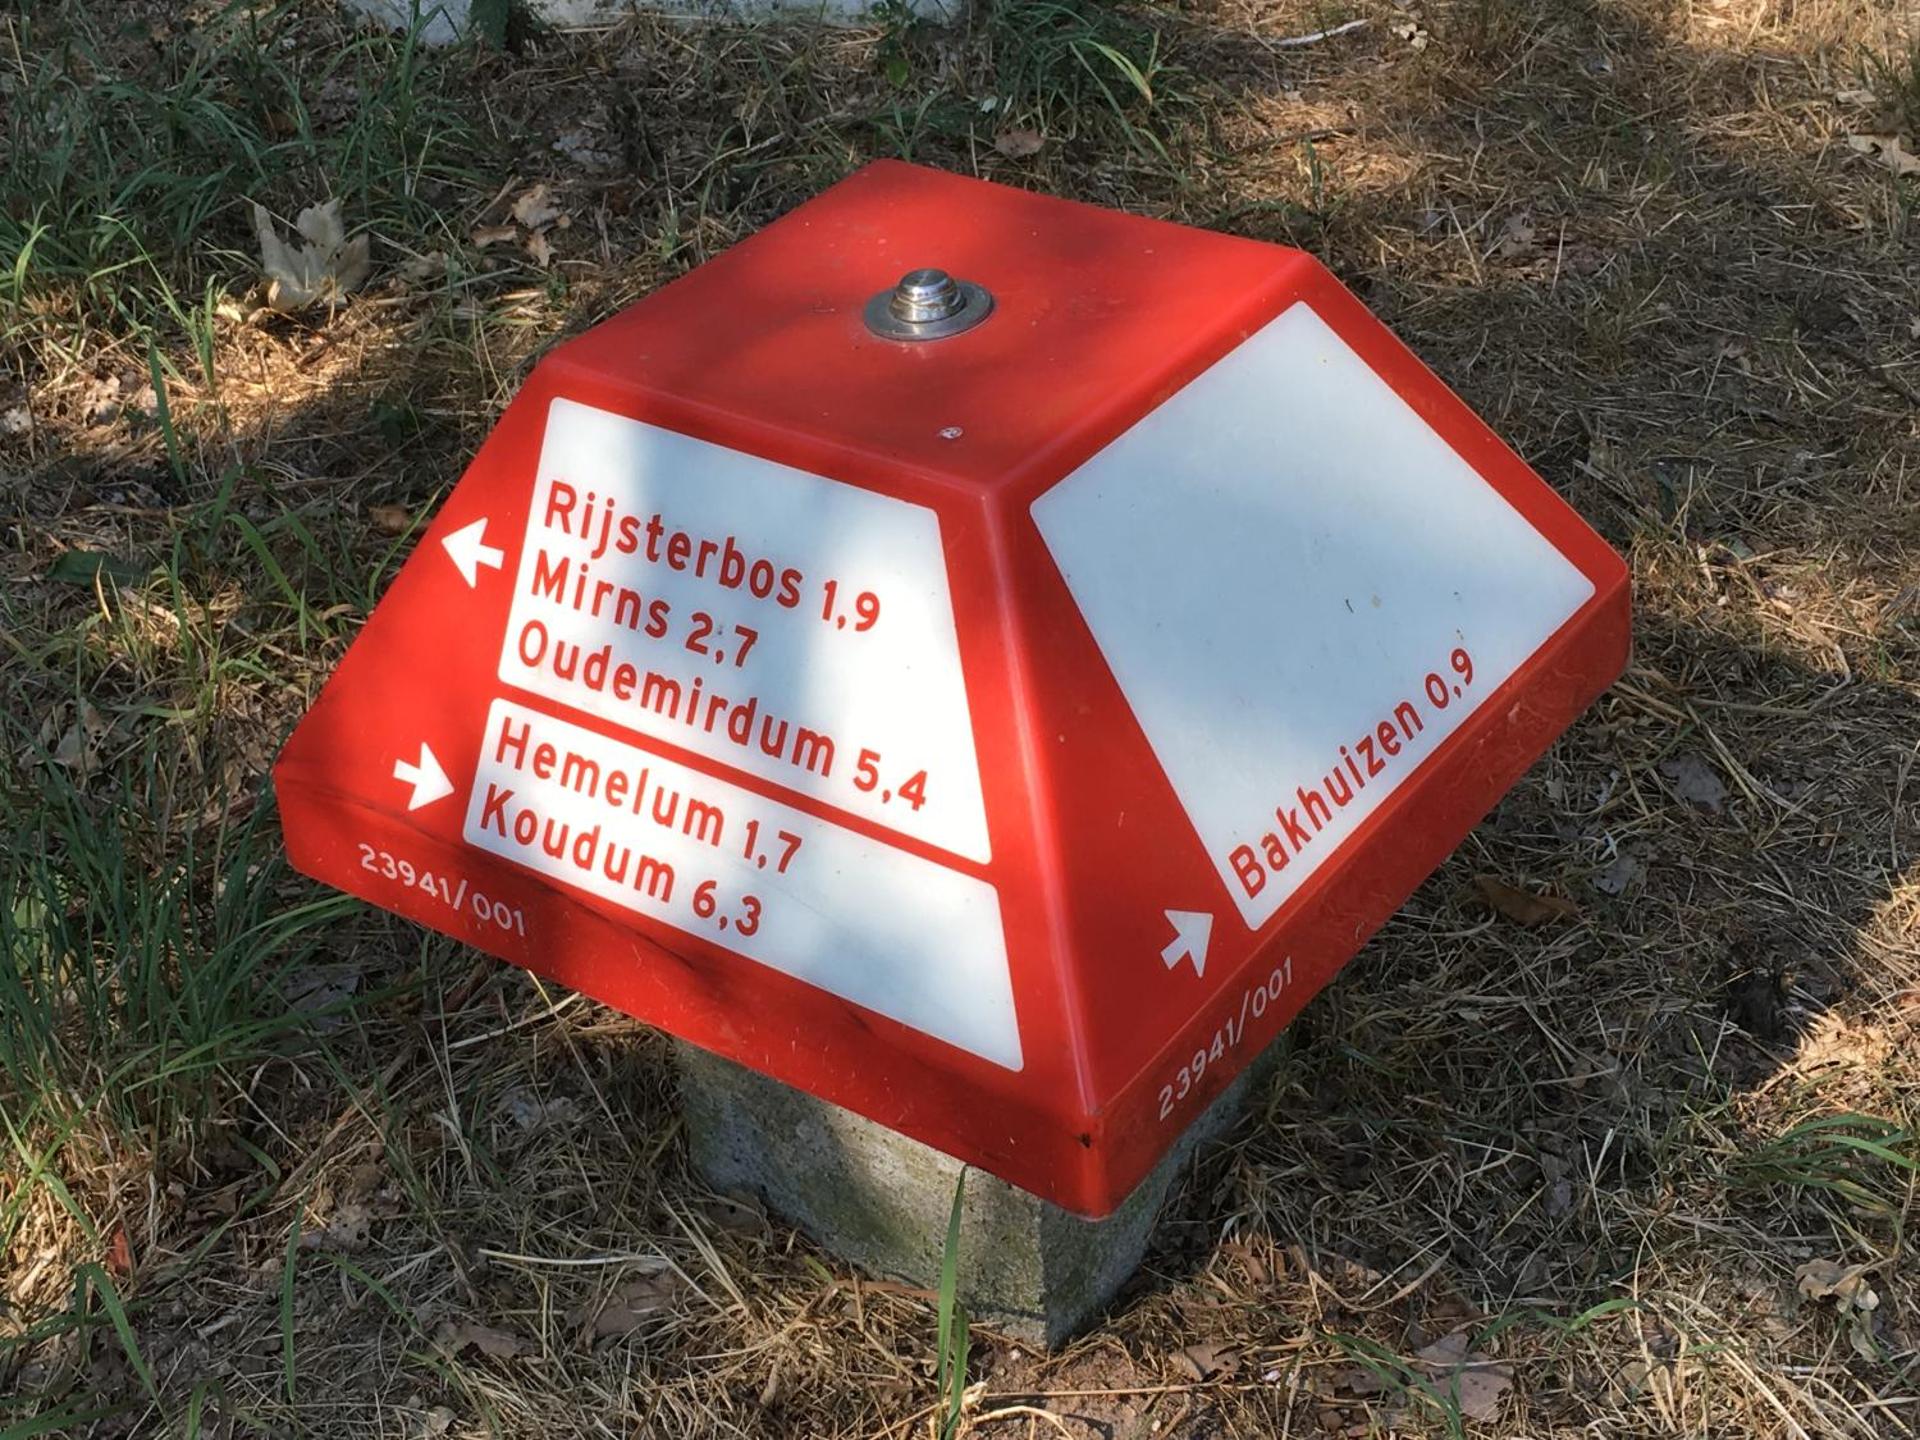 Rijsterbos 1,9
Mirns 2,7
Oudemirdum 5,4
Hemelum 1,7
Koudum 6,3
23941/001
Bakhuizen 0,9
23941/001